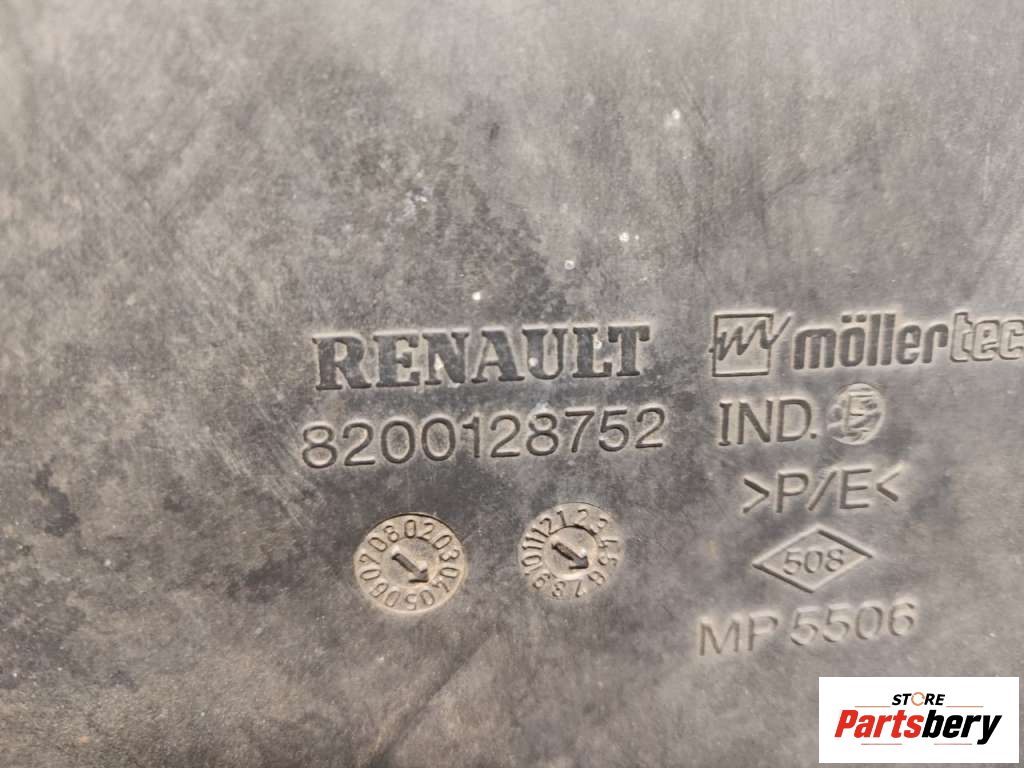 RENAULT
8200128752
möllertec
IND. E
>P/E<
508
MP 5506
STORE
Partsbery